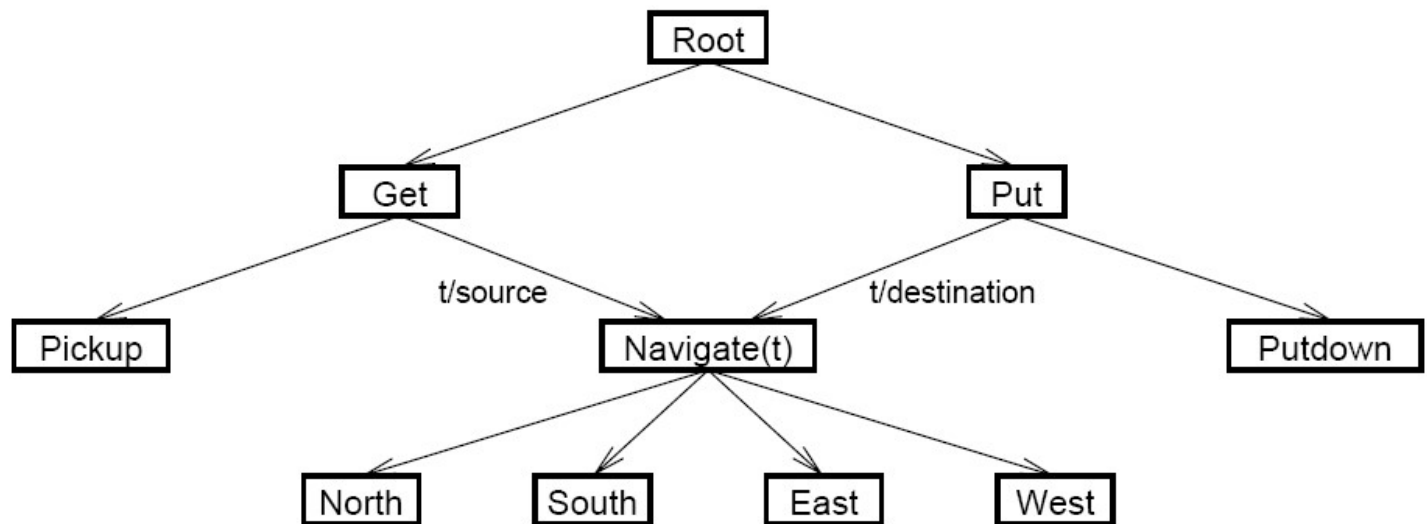 Root
Get
Put
t/source
t/destination
Pickup
Navigate(t)
Putdown
North
South
East
West